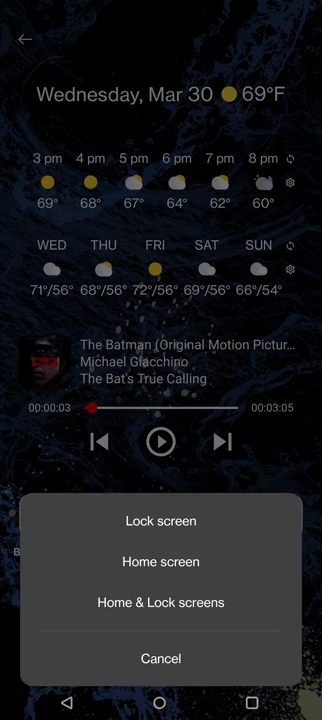 Wednesday, Mar 30 69°F
3 pm 4 pm 5 pm 6 pm 7 pm 8 pm
69° 68° 67° 64° 62° 60°
WED THU FRI SAT SUN
71°/56° 68°/56° 72°/56° 69°/56° 66°/54°
The Batman (Original Motion Pictur...
Michael Giacchino
The Bat's True Calling
00:00:03 00:03:05
Lock screen
Home screen
Home & Lock screens
Cancel